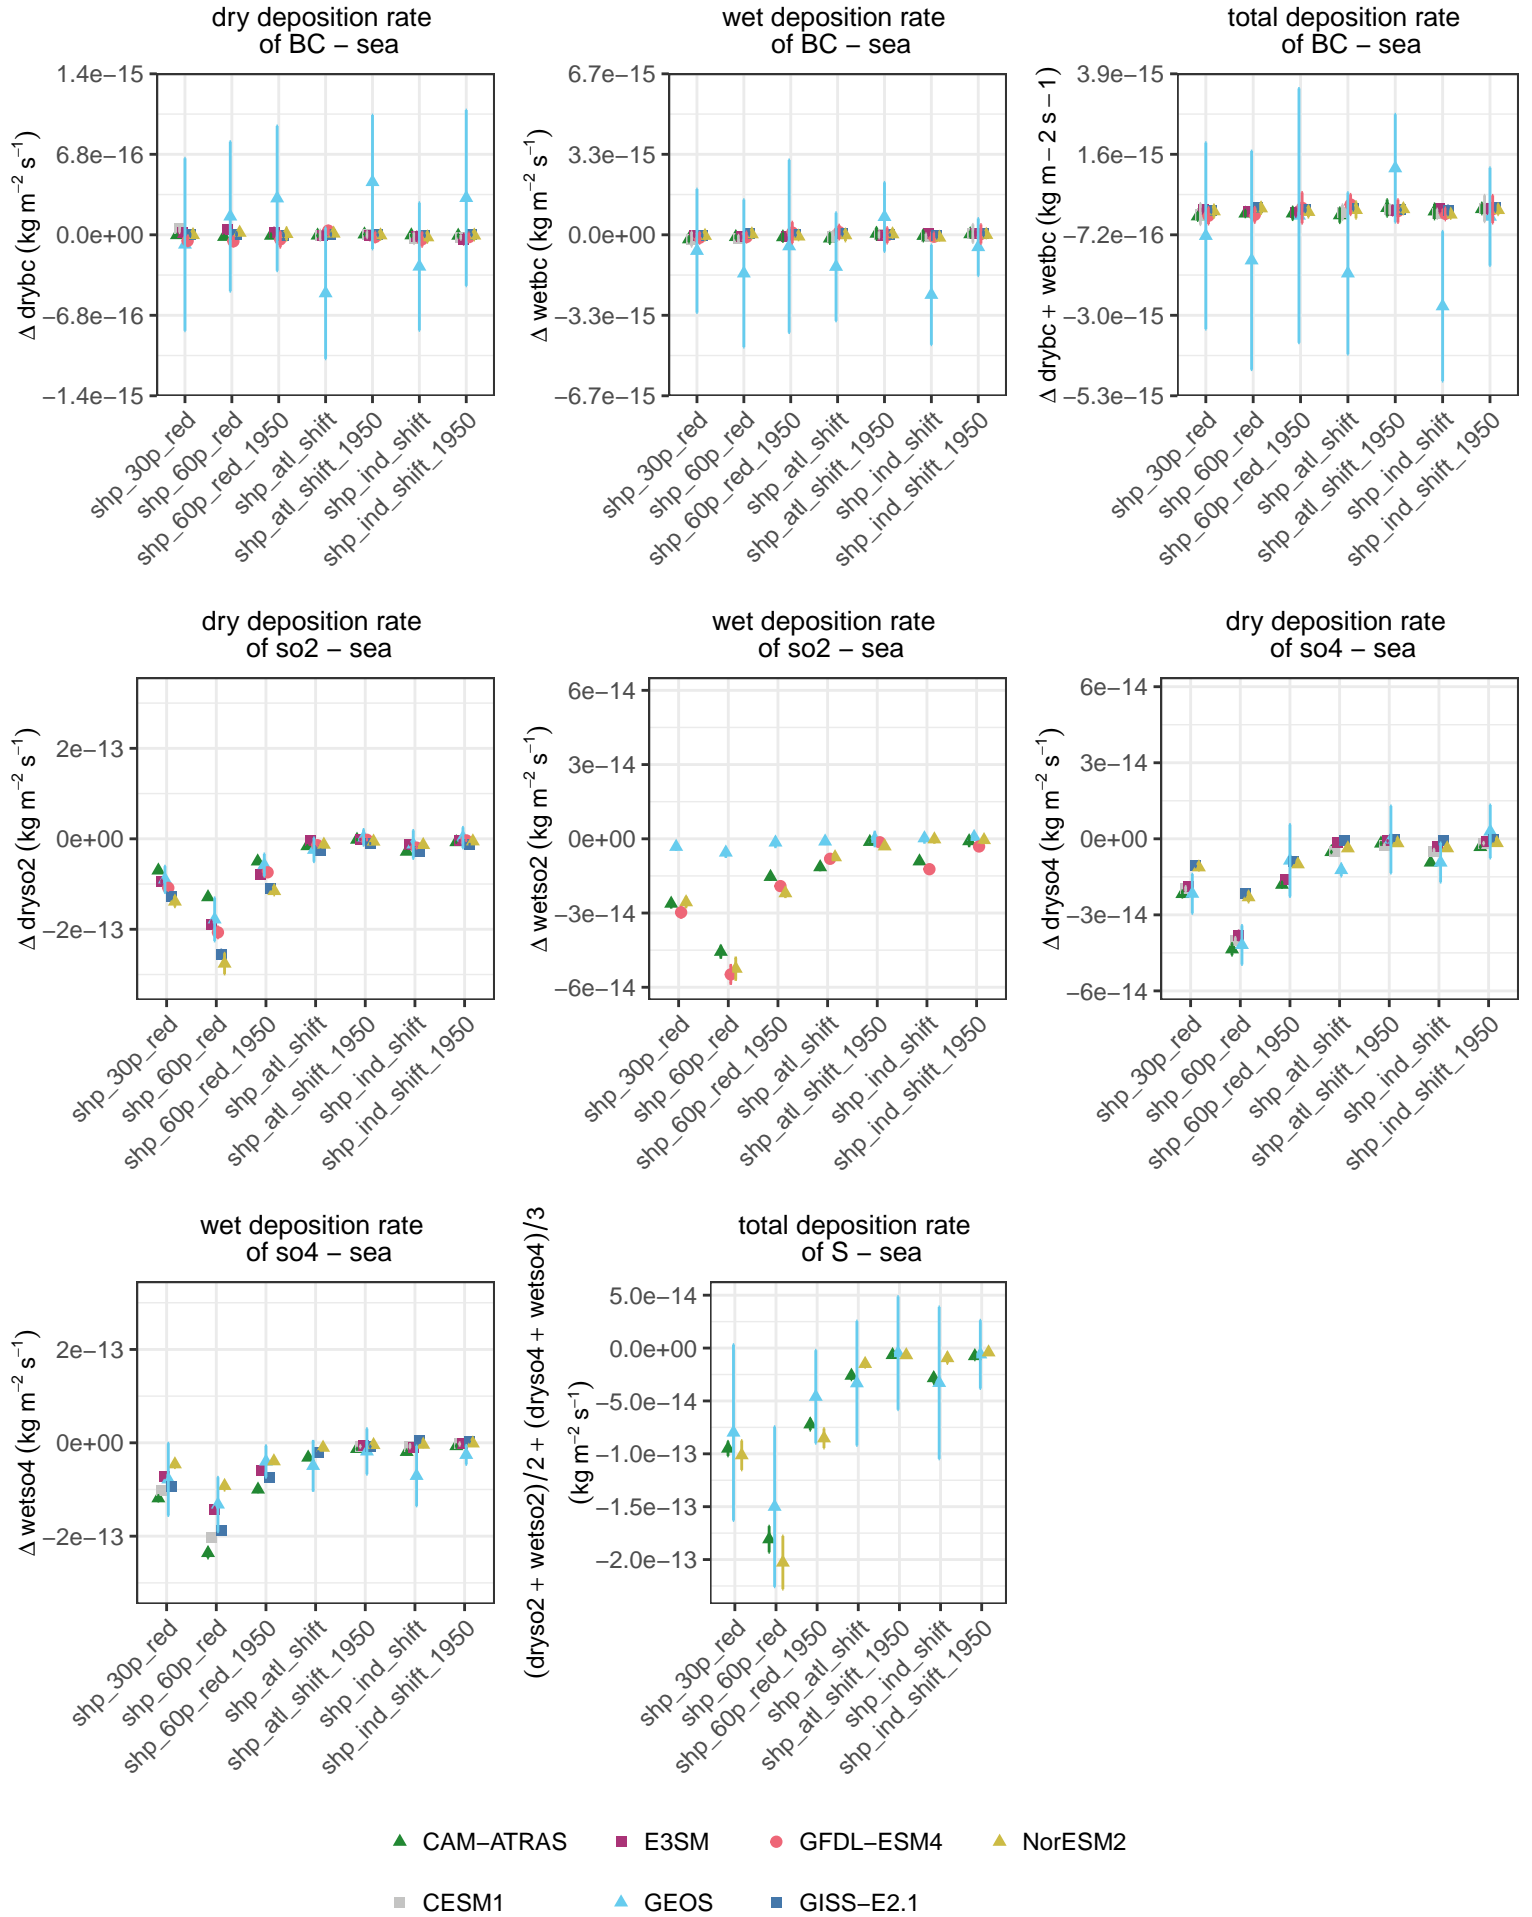 dry deposition rate
of BC − sea
Δ drybc (kg m−2 s−1)
1.4e−15
6.8e−16
0.0e+00
−6.8e−16
−1.4e−15
shp_30p_red
shp_60p_red
shp_60p_red_1950
shp_atl_shift
shp_atl_shift_1950
shp_ind_shift
shp_ind_shift_1950
wet deposition rate
of BC − sea
Δ wetbc (kg m−2 s−1)
6.7e−15
3.3e−15
0.0e+00
−3.3e−15
−6.7e−15
shp_30p_red
shp_60p_red
shp_60p_red_1950
shp_atl_shift
shp_atl_shift_1950
shp_ind_shift
shp_ind_shift_1950
total deposition rate
of BC − sea
Δ drybc + wetbc (kg m − 2 s − 1)
3.9e−15
1.6e−15
−7.2e−16
−3.0e−15
−5.3e−15
shp_30p_red
shp_60p_red
shp_60p_red_1950
shp_atl_shift
shp_atl_shift_1950
shp_ind_shift
shp_ind_shift_1950
dry deposition rate
of so2 − sea
Δ dryso2 (kg m−2 s−1)
2e−13
0e+00
−2e−13
shp_30p_red
shp_60p_red
shp_60p_red_1950
shp_atl_shift
shp_atl_shift_1950
shp_ind_shift
shp_ind_shift_1950
wet deposition rate
of so2 − sea
Δ wetso2 (kg m−2 s−1)
6e−14
3e−14
0e+00
−3e−14
−6e−14
shp_30p_red
shp_60p_red
shp_60p_red_1950
shp_atl_shift
shp_atl_shift_1950
shp_ind_shift
shp_ind_shift_1950
dry deposition rate
of so4 − sea
Δ dryso4 (kg m−2 s−1)
6e−14
3e−14
0e+00
−3e−14
−6e−14
shp_30p_red
shp_60p_red
shp_60p_red_1950
shp_atl_shift
shp_atl_shift_1950
shp_ind_shift
shp_ind_shift_1950
wet deposition rate
of so4 − sea
Δ wetso4 (kg m−2 s−1)
2e−13
0e+00
−2e−13
shp_30p_red
shp_60p_red
shp_60p_red_1950
shp_atl_shift
shp_atl_shift_1950
shp_ind_shift
shp_ind_shift_1950
total deposition rate
of S − sea
(dryso2 + wetso2)/2 + (dryso4 + wetso4)/3
(kg m−2 s−1)
5.0e−14
0.0e+00
−5.0e−14
−1.0e−13
−1.5e−13
−2.0e−13
shp_30p_red
shp_60p_red
shp_60p_red_1950
shp_atl_shift
shp_atl_shift_1950
shp_ind_shift
shp_ind_shift_1950
CAM−ATRAS
E3SM
GFDL−ESM4
NorESM2
CESM1
GEOS
GISS−E2.1